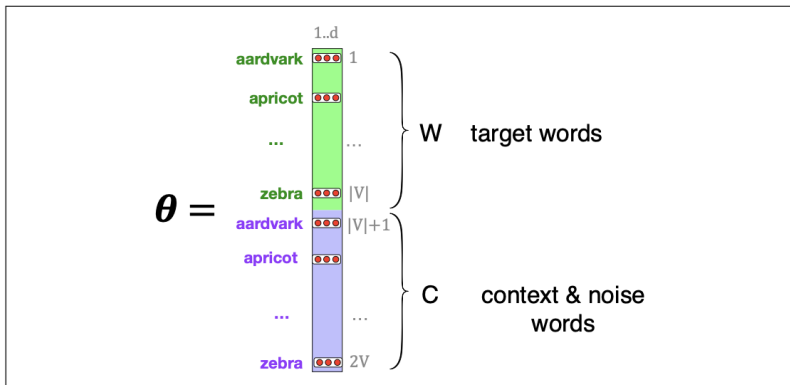 1..d
aardvark 1
apricot
... ...
W target words
zebra |V|
θ =
aardvark |V|+1
apricot
C context & noise
words
... ...
zebra 2V